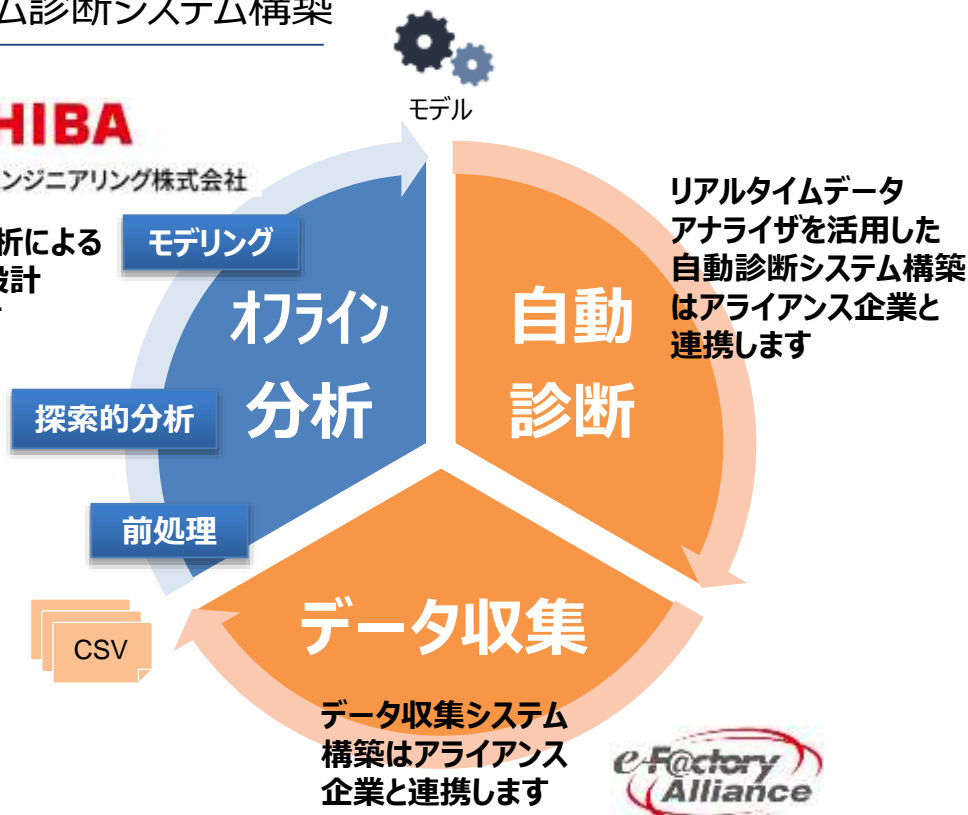 ム診断システム構築
モデル
HIBA
ンジニアリング株式会社
析による
設計
モデリング
オフライン
分析
探索的分析
前処理
CSV
自動
診断
リアルタイムデータ
アナライザを活用した
自動診断システム構築
はアライアンス企業と
連携します
データ収集
データ収集システム
構築はアライアンス
企業と連携します
e-F@ctory
Alliance